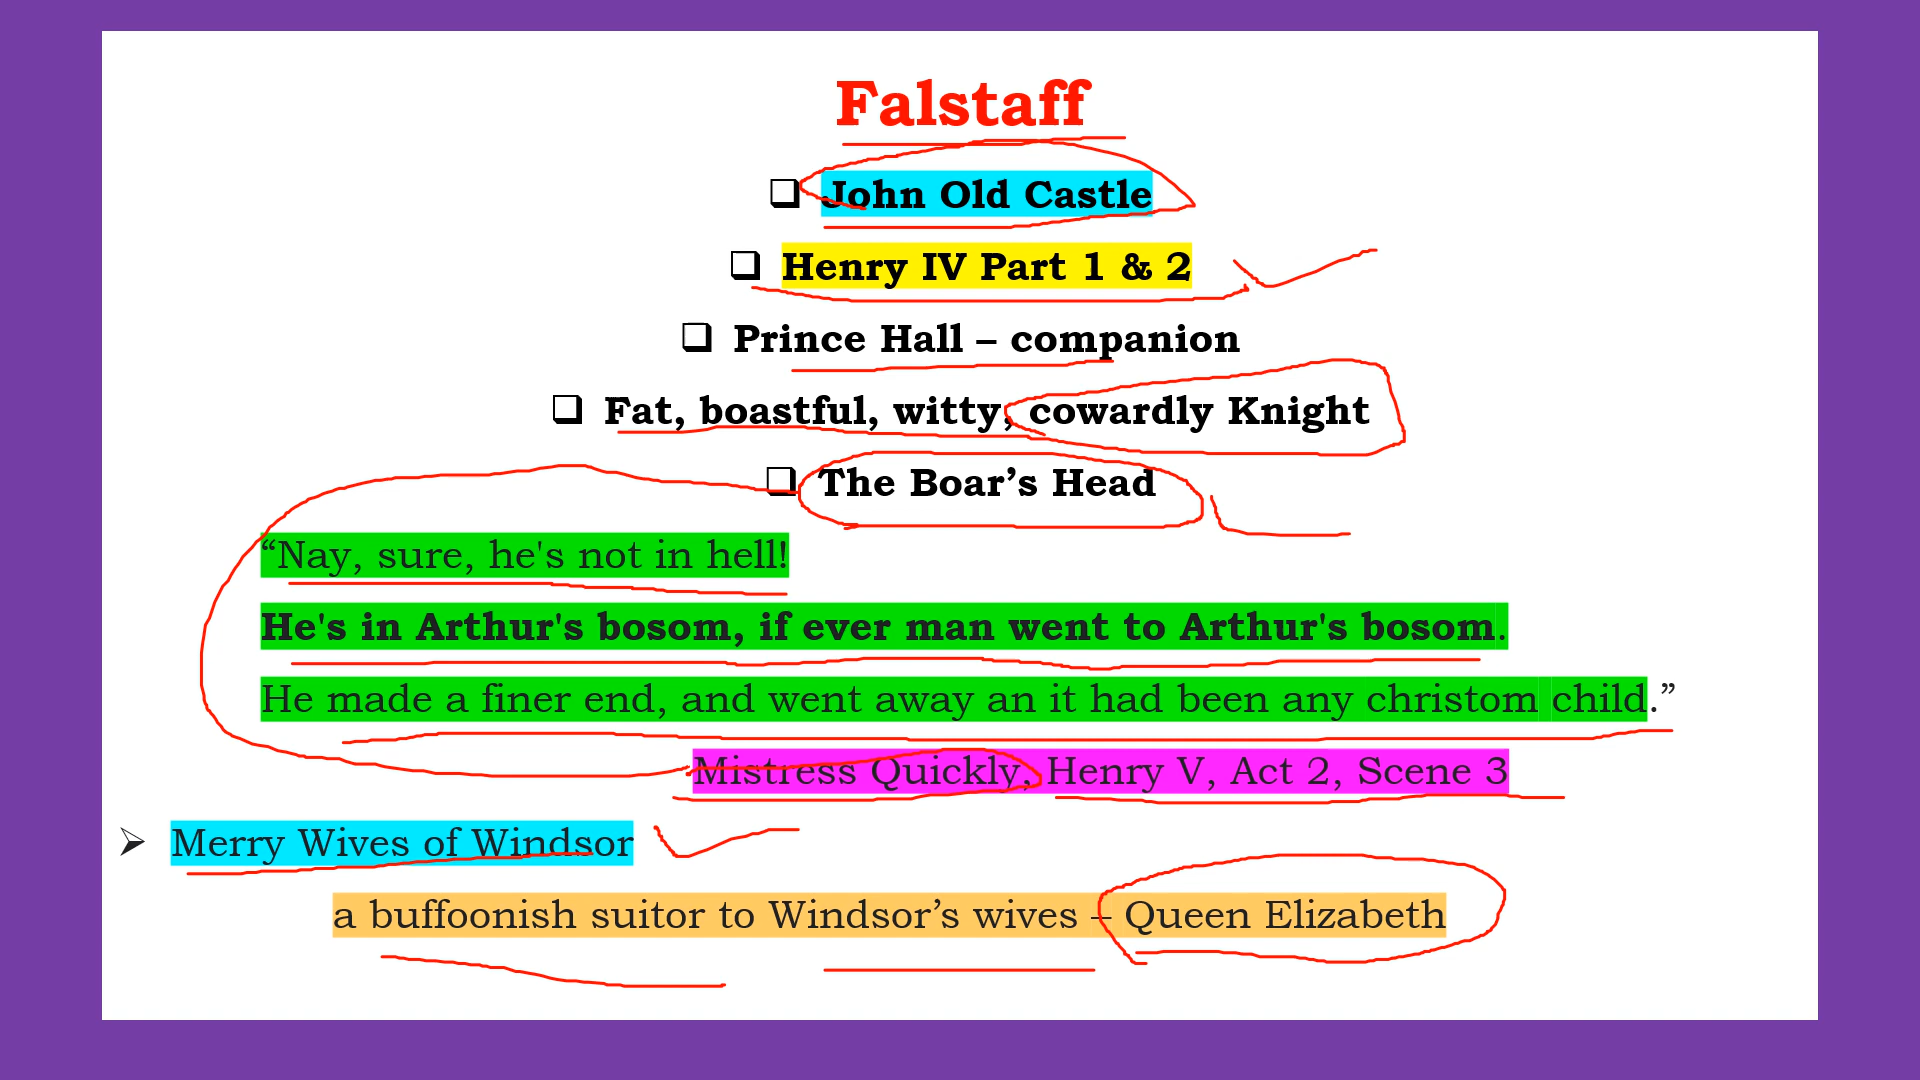 Falstaff
John Old Castle
Henry IV Part 1 & 2
Prince Hall – companion
Fat, boastful, witty, cowardly Knight
The Boar’s Head
“Nay, sure, he's not in hell!
He's in Arthur's bosom, if ever man went to Arthur's bosom.
He made a finer end, and went away an it had been any christom child.”
Mistress Quickly, Henry V, Act 2, Scene 3
Merry Wives of Windsor
a buffoonish suitor to Windsor’s wives – Queen Elizabeth